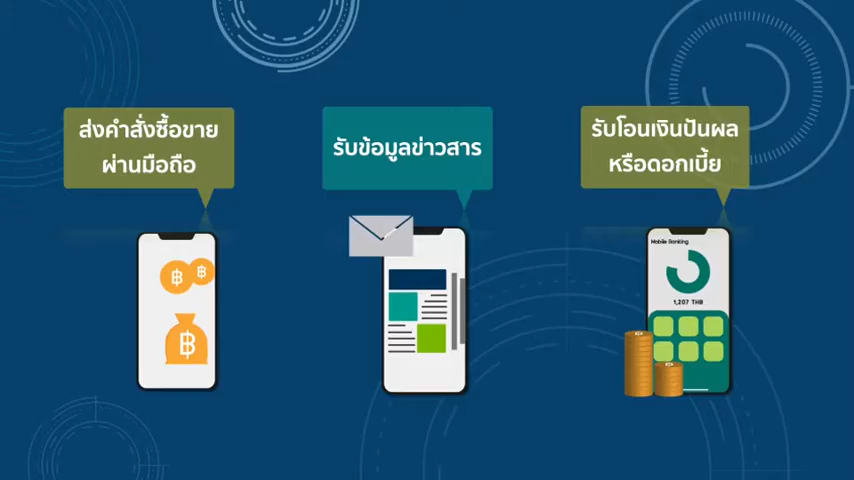 ส่งคำสั่งซื้อขาย
ผ่านมือถือ
รับข้อมูลข่าวสาร
รับโอนเงินปันผล
หรือดอกเบี้ย
฿
฿
฿
Mobile Banking
1,207 THB